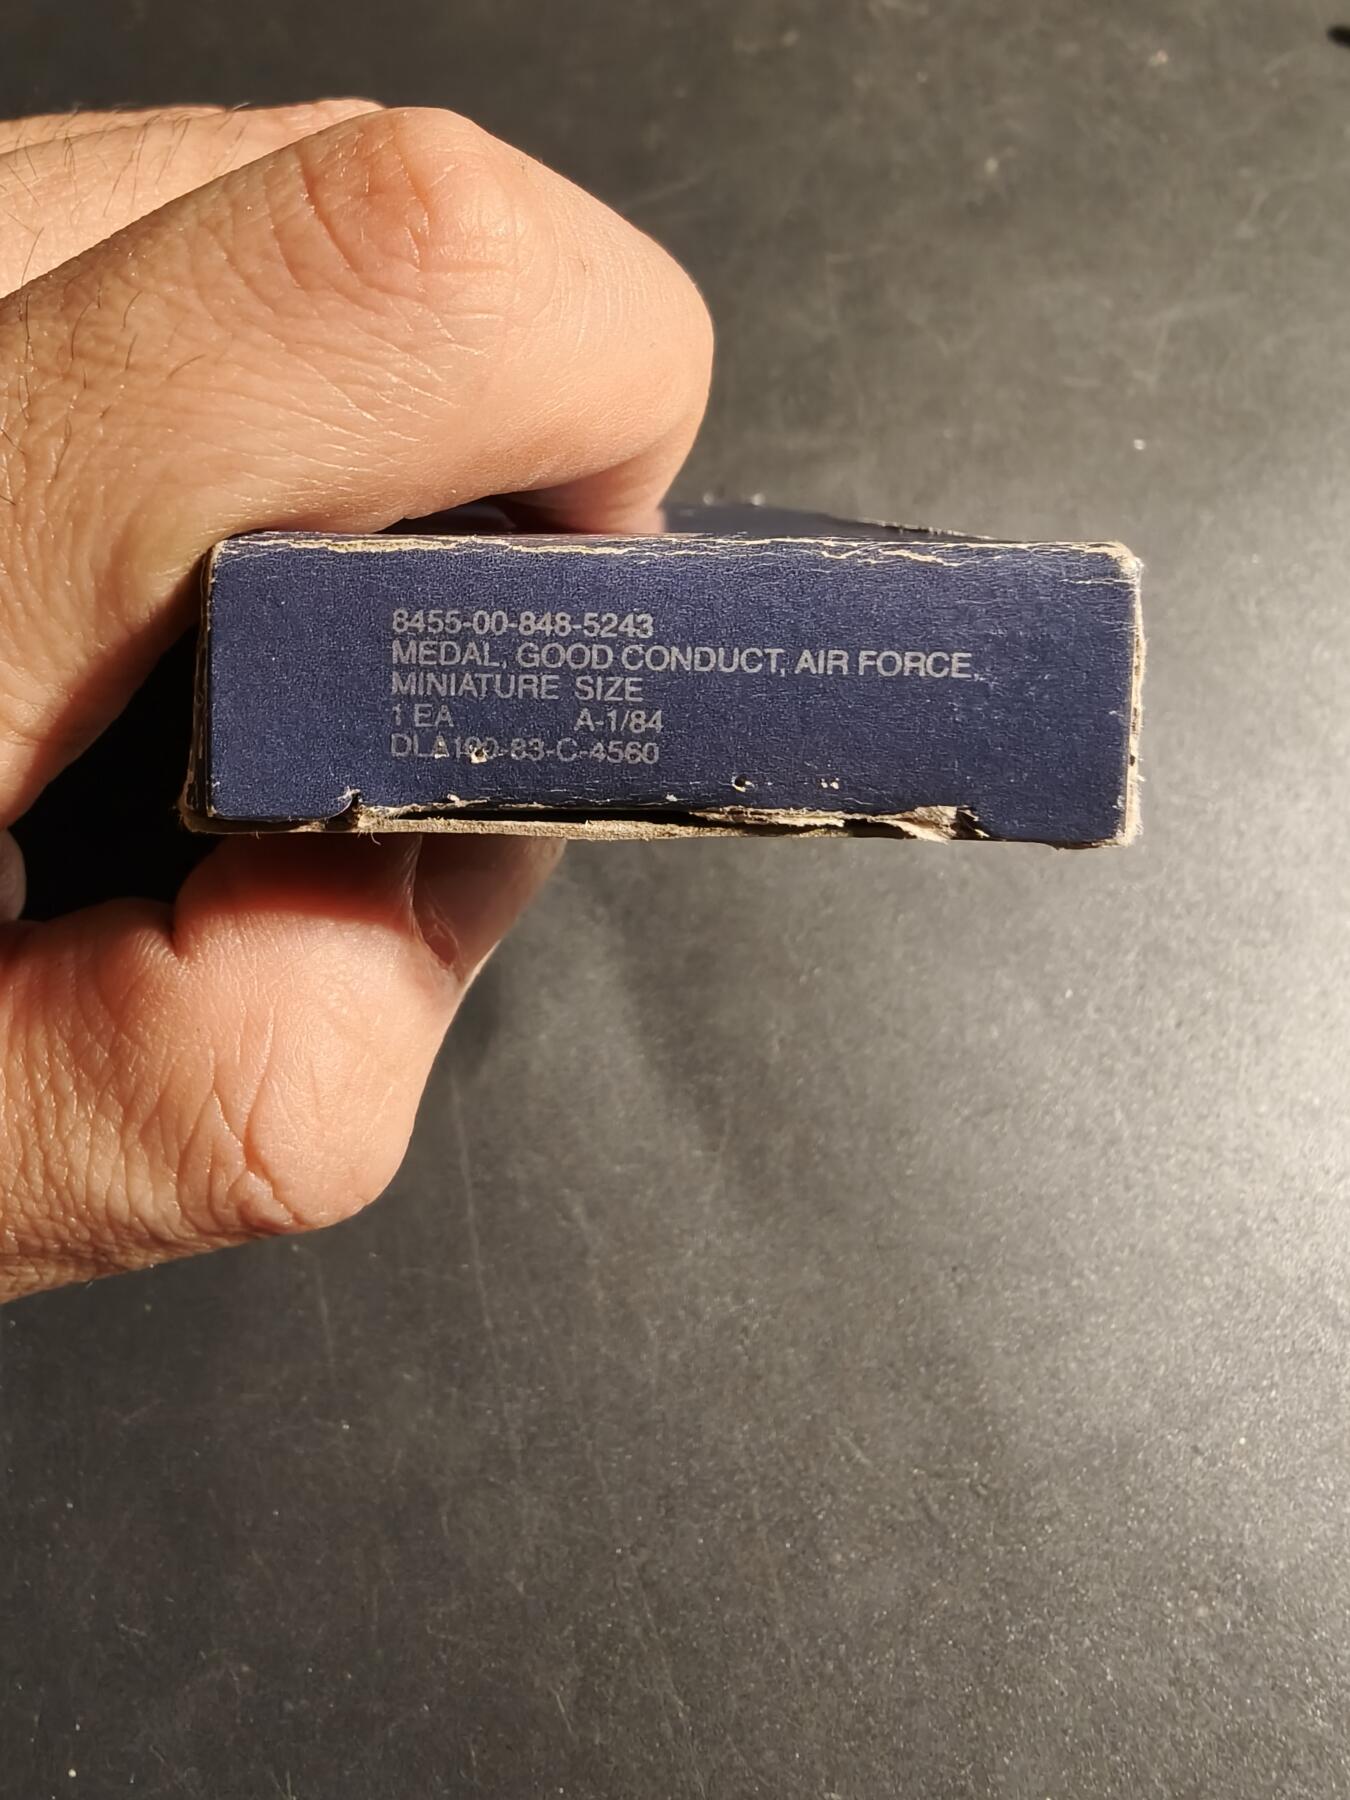 8455-00-848-5243
MEDAL, GOOD CONDUCT, AIR FORCE,
MINIATURE SIZE
1 EA A-1/84
DLA100-83-C-4560